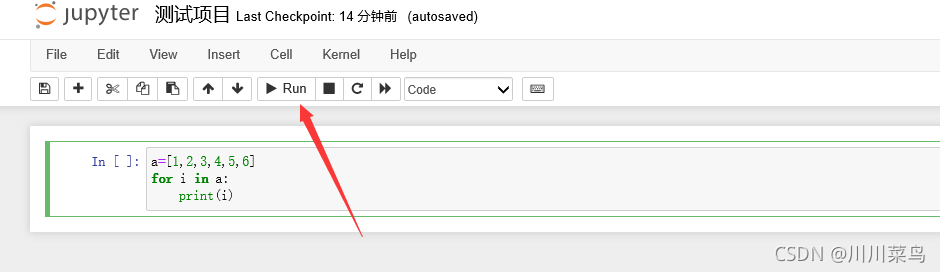 jupyter 测试项目 Last Checkpoint: 14 分钟前 (autosaved)
File Edit View Insert Cell Kernel Help
Run Code
In [ ]: a=[1,2,3,4,5,6]
for i in a:
    print(i)
CSDN @川川菜鸟